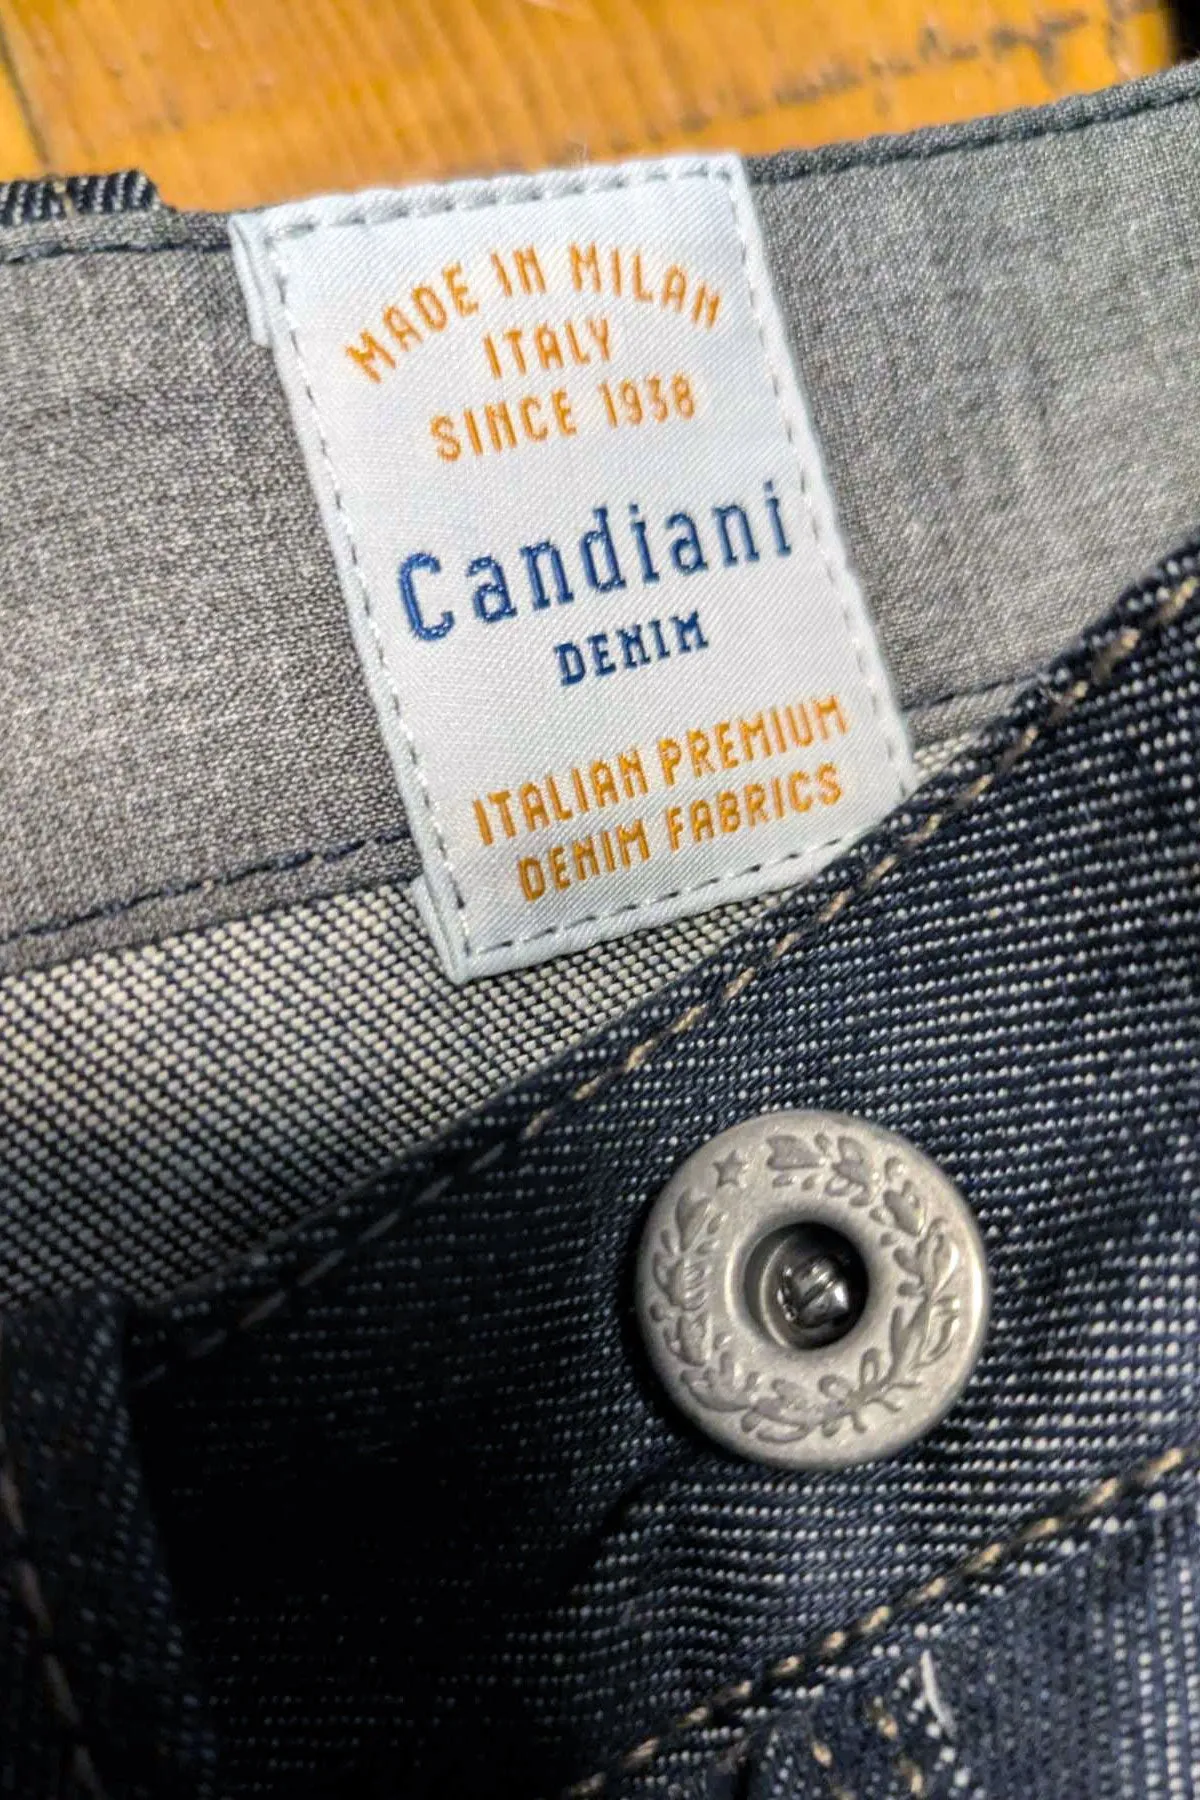 MADE IN MILAN
ITALY
SINCE 1938
Candiani
DENIM
ITALIAN PREMIUM
DENIM FABRICS